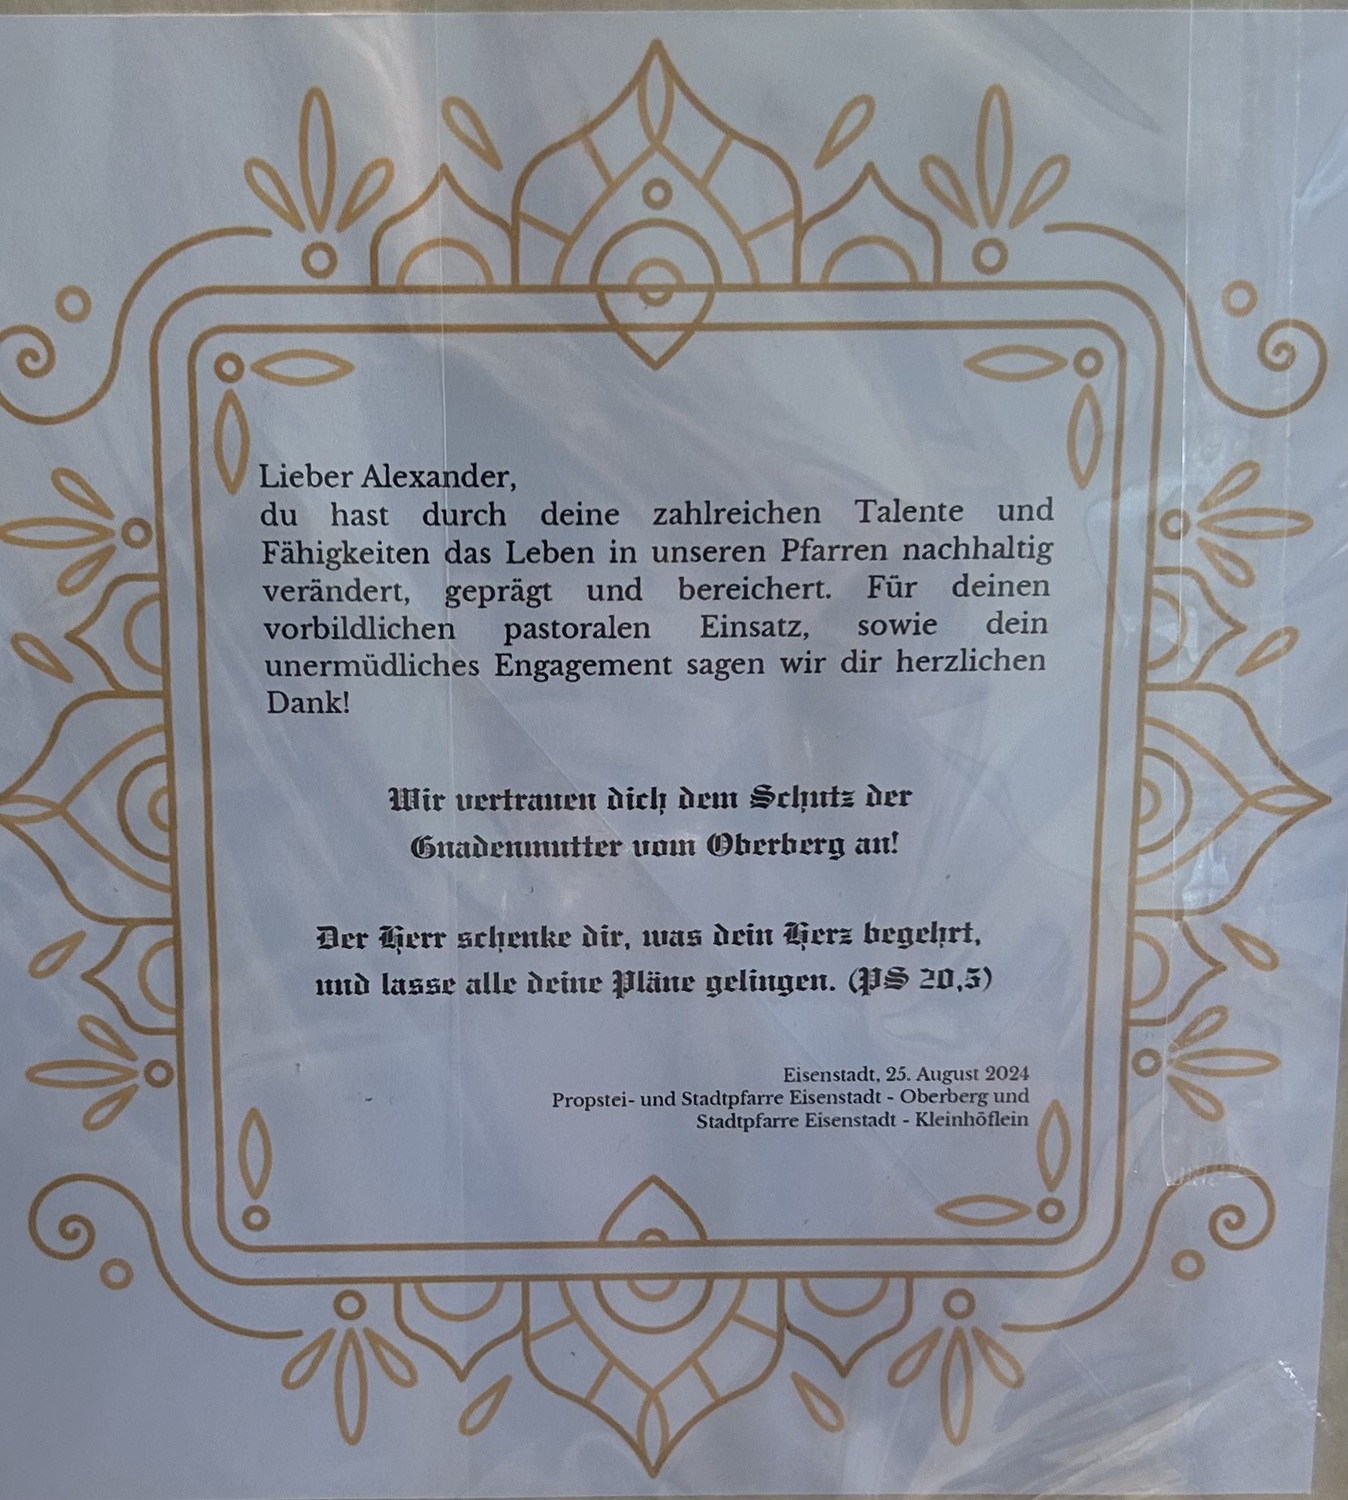 Lieber Alexander,
du hast durch deine zahlreichen Talente und
Fähigkeiten das Leben in unseren Pfarren nachhaltig
verändert, geprägt und bereichert. Für deinen
vorbildlichen pastoralen Einsatz, sowie dein
unermüdliches Engagement sagen wir dir herzlichen
Dank!
Wir vertrauen dich dem Schutz der
Gnadenmutter vom Oberberg an!
Der Herr schenke dir, was dein Herz begehrt,
und lasse alle deine Pläne gelingen. (PS 20,5)
Eisenstadt, 25. August 2024
Propstei- und Stadtpfarre Eisenstadt - Oberberg und
Stadtpfarre Eisenstadt - Kleinhöflein